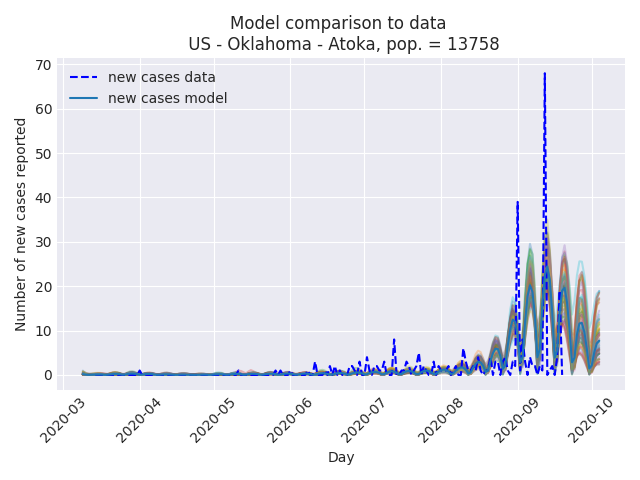 Model comparison to data
US - Oklahoma - Atoka, pop. = 13758
Number of new cases reported
70
60
50
40
30
20
10
0
new cases data
new cases model
2020-03
2020-04
2020-05
2020-06
2020-07
2020-08
2020-09
2020-10
Day